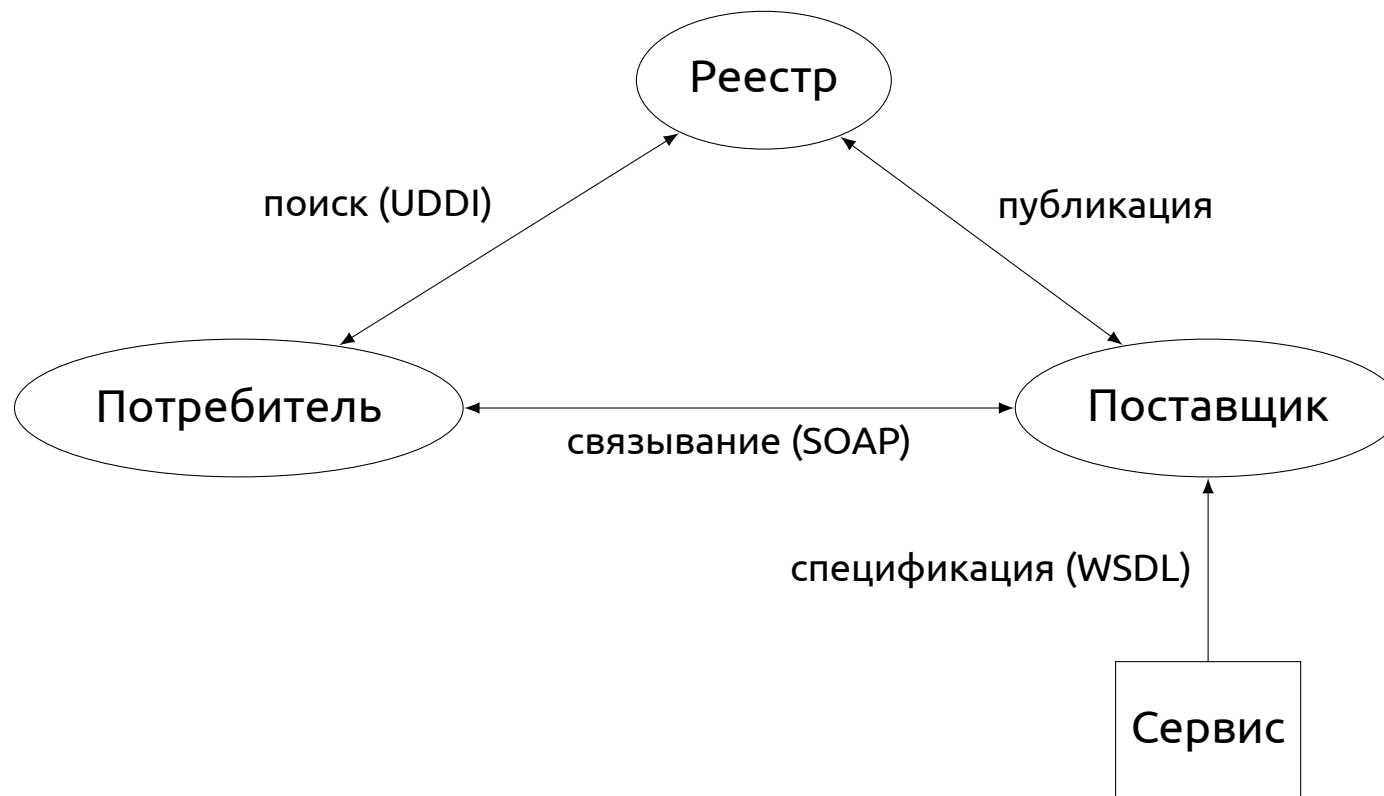 Реестр
поиск (UDDI)
публикация
Потребитель
Поставщик
связывание (SOAP)
спецификация (WSDL)
Сервис